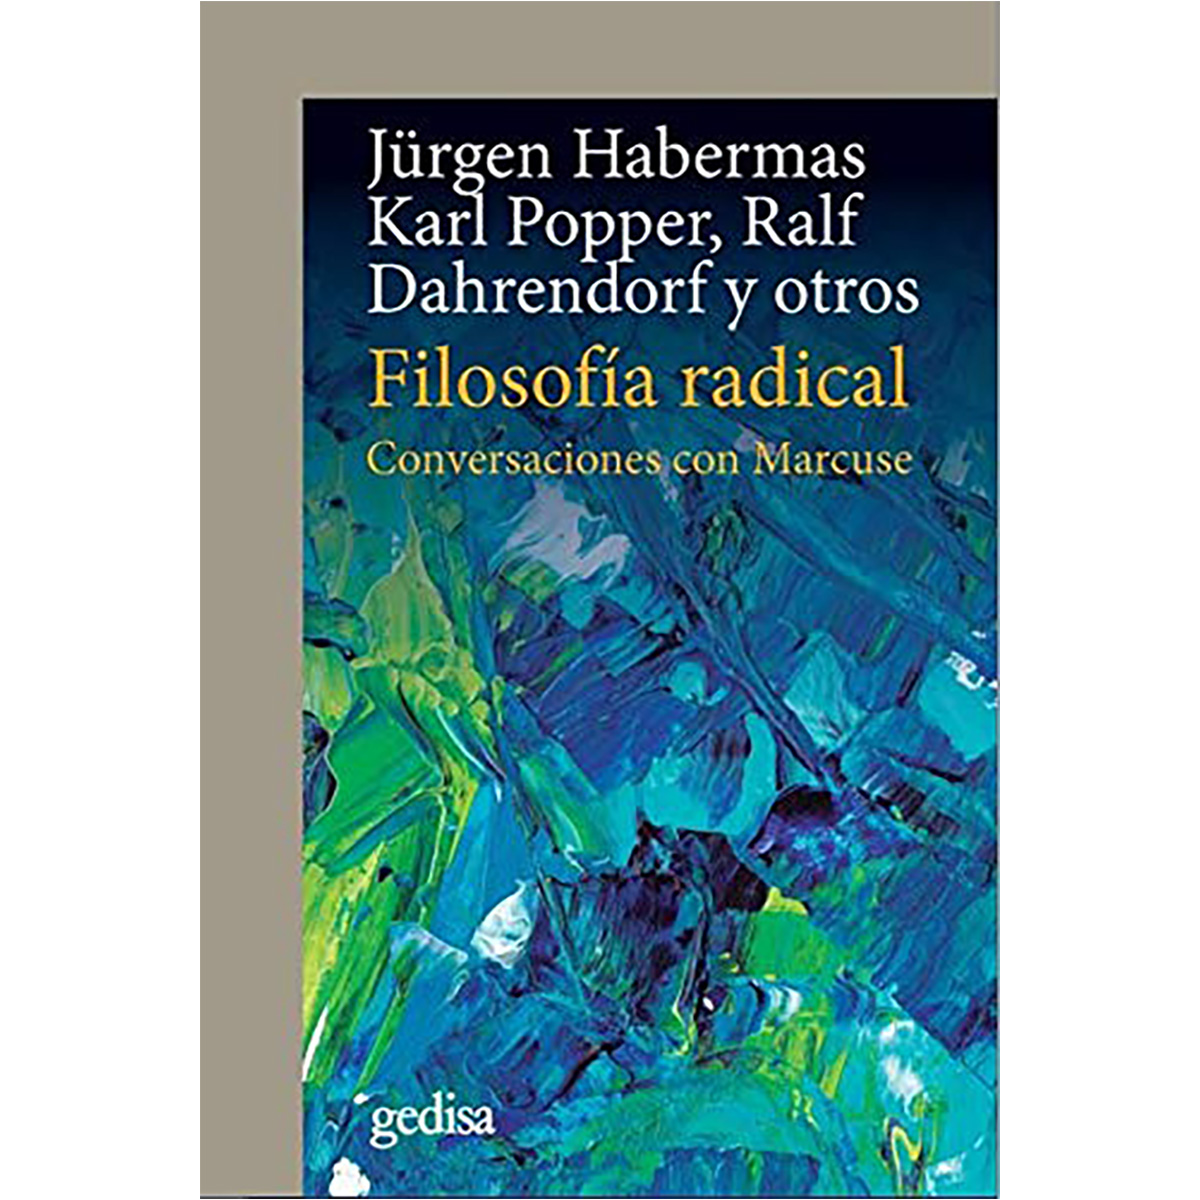 Jürgen Habermas
Karl Popper, Ralf
Dahrendorf y otros
Filosofía radical
Conversaciones con Marcuse
gedisa